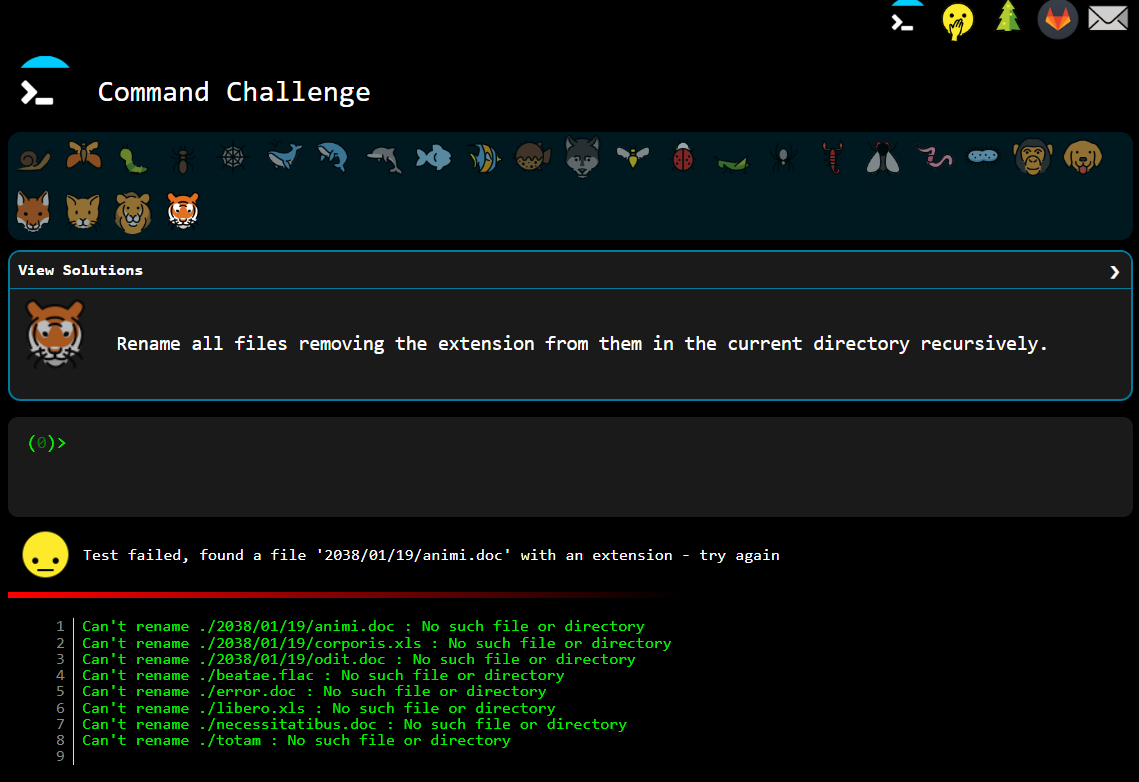 Command Challenge
View Solutions
Rename all files removing the extension from them in the current directory recursively.
(0)>
Test failed, found a file '2038/01/19/animi.doc' with an extension - try again
1 Can't rename ./2038/01/19/animi.doc : No such file or directory
2 Can't rename ./2038/01/19/corporis.xls : No such file or directory
3 Can't rename ./2038/01/19/odit.doc : No such file or directory
4 Can't rename ./beatae.flac : No such file or directory
5 Can't rename ./error.doc : No such file or directory
6 Can't rename ./libero.xls : No such file or directory
7 Can't rename ./necessitatibus.doc : No such file or directory
8 Can't rename ./totam : No such file or directory
9